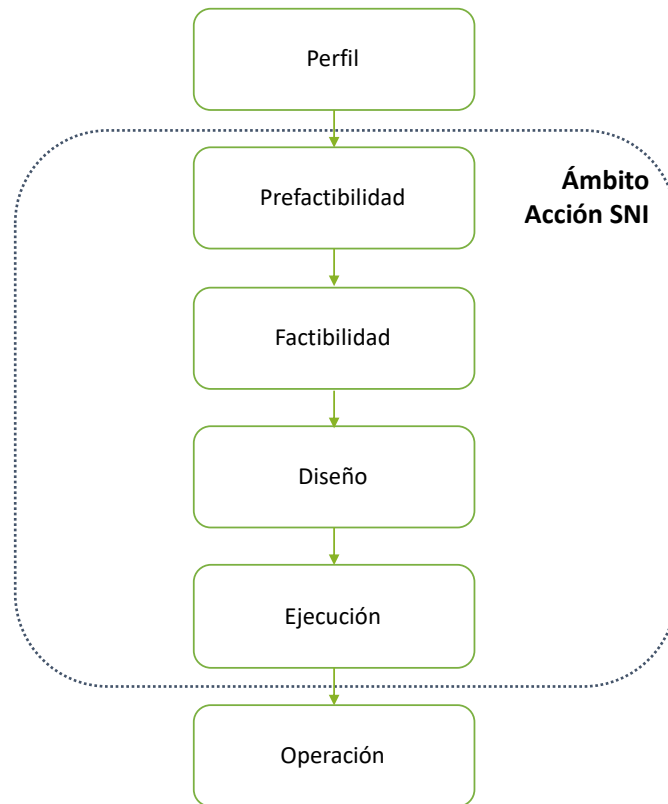 Perfil
Prefactibilidad
Ámbito
Acción SNI
Factibilidad
Diseño
Ejecución
Operación